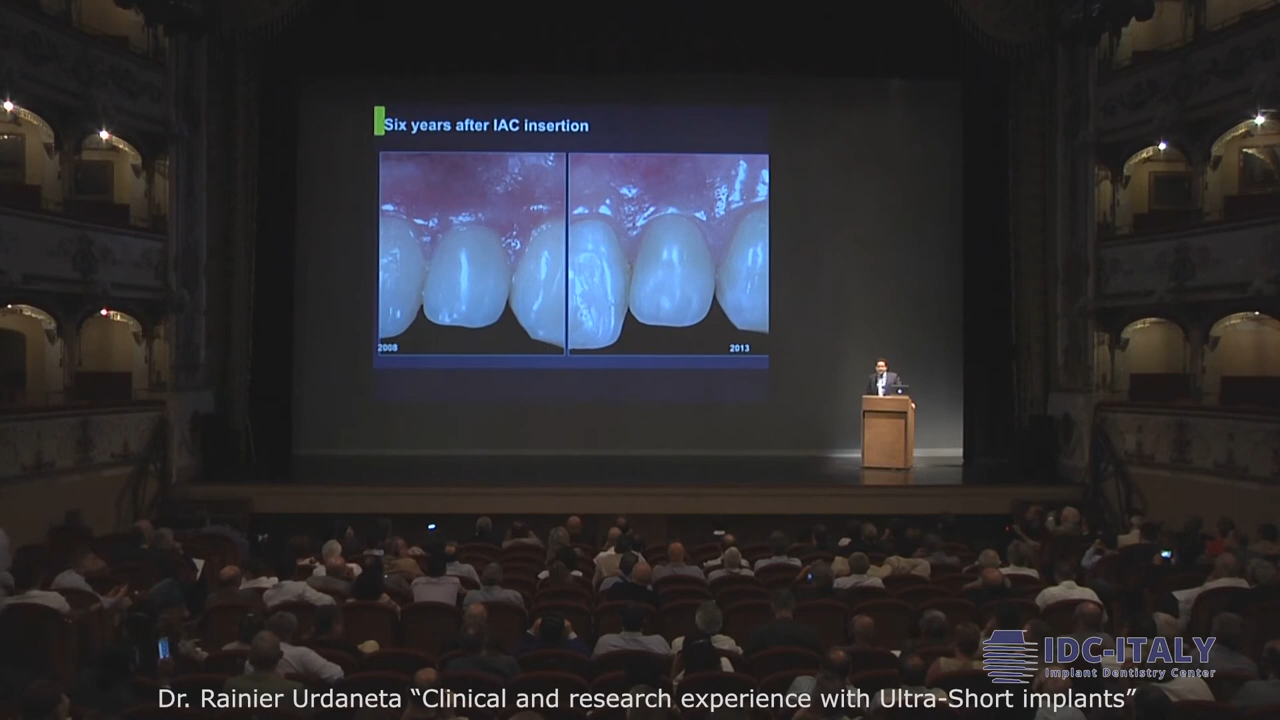 Six years after IAC insertion
2008
2013
IDC-ITALY
Implant Dentistry Center
Dr. Rainier Urdaneta “Clinical and research experience with Ultra-Short implants”